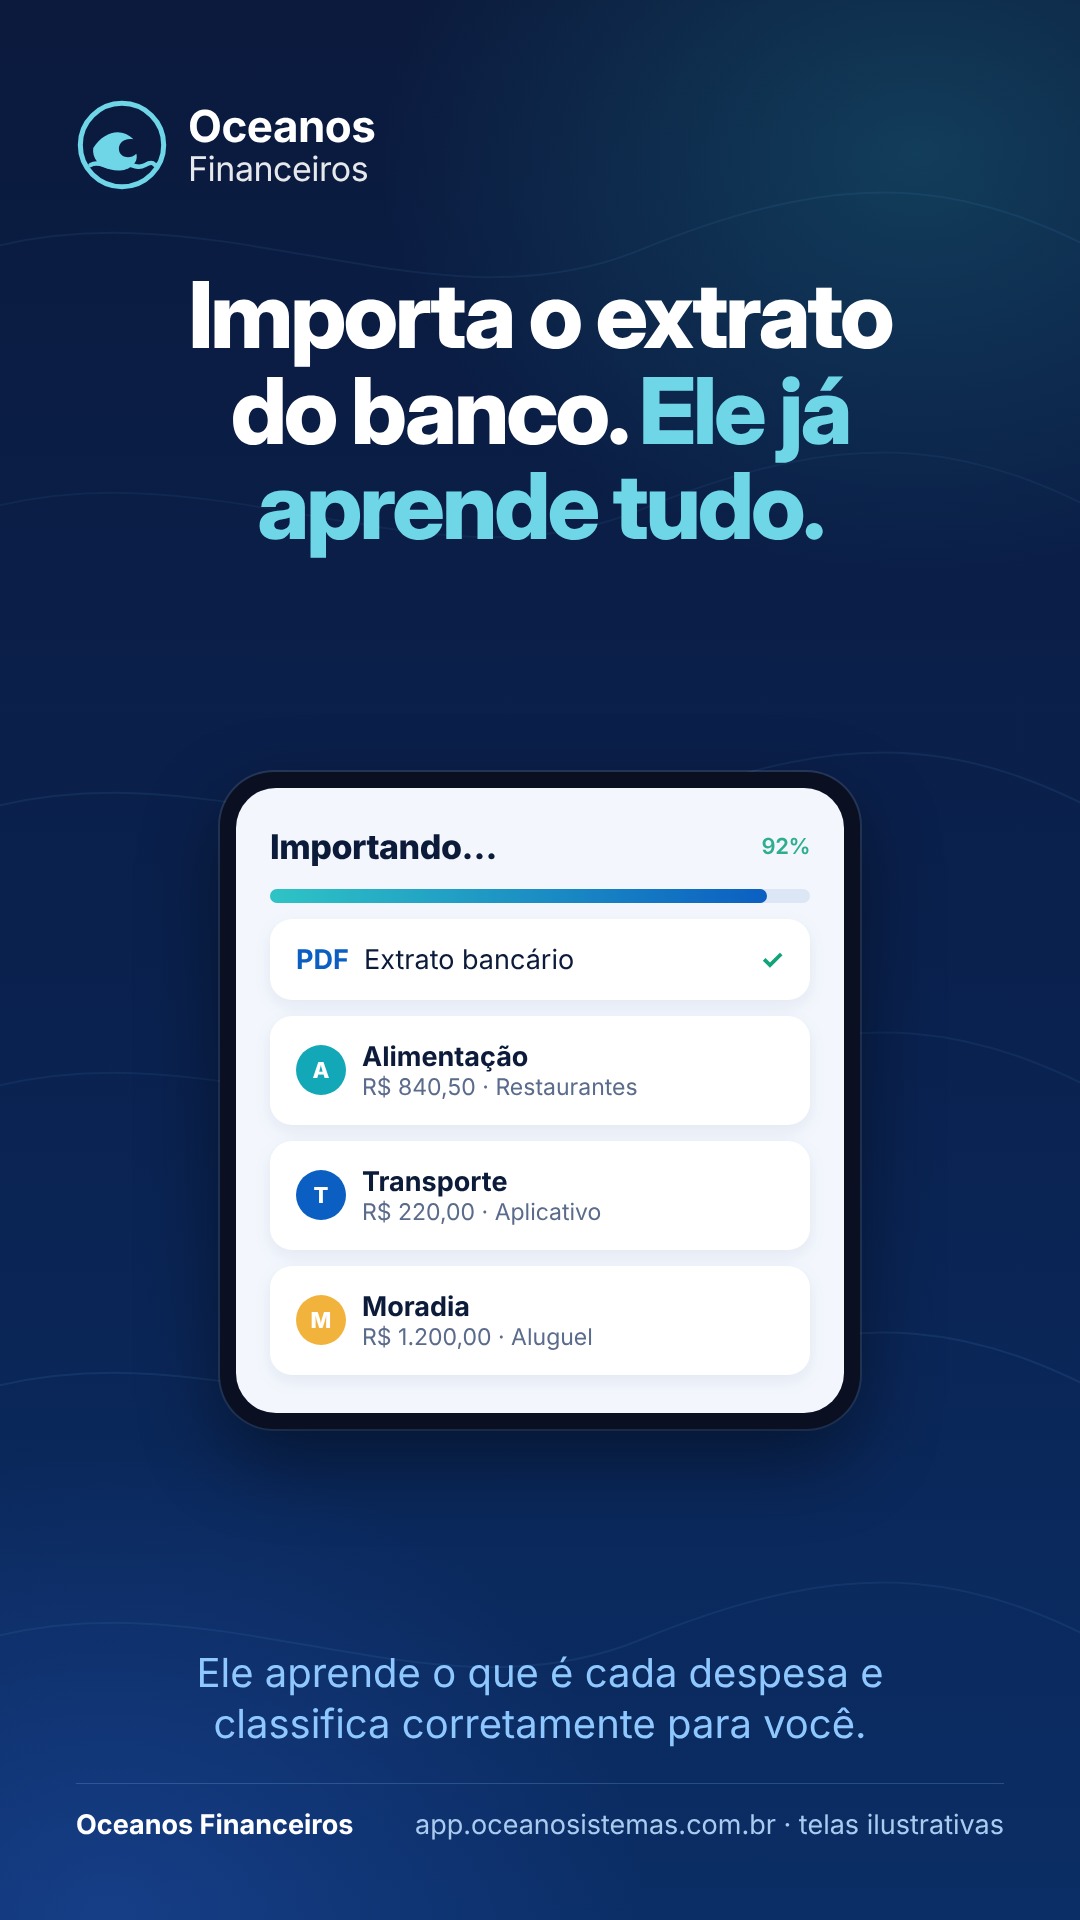 Oceanos
Financeiros
Importa o extrato
do banco. Ele já
aprende tudo.
Importando...
92%
PDF Extrato bancário ✓
A
Alimentação
R$ 840,50 · Restaurantes
T
Transporte
R$ 220,00 · Aplicativo
M
Moradia
R$ 1.200,00 · Aluguel
Ele aprende o que é cada despesa e
classifica corretamente para você.
Oceanos Financeiros
app.oceanosistemas.com.br · telas ilustrativas